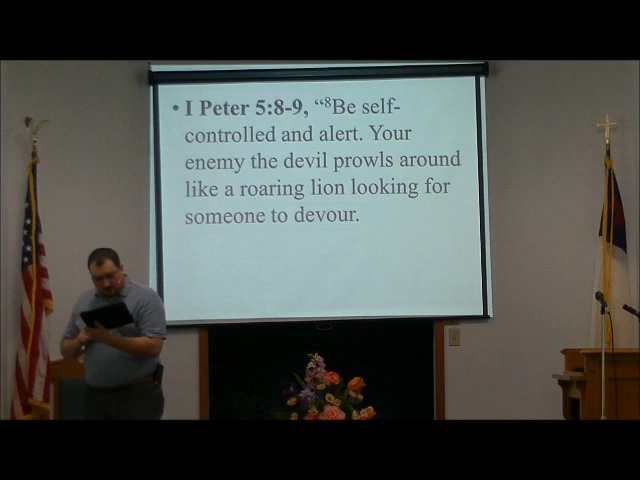 • I Peter 5:8-9, “⁸Be self-
controlled and alert. Your
enemy the devil prowls around
like a roaring lion looking for
someone to devour.